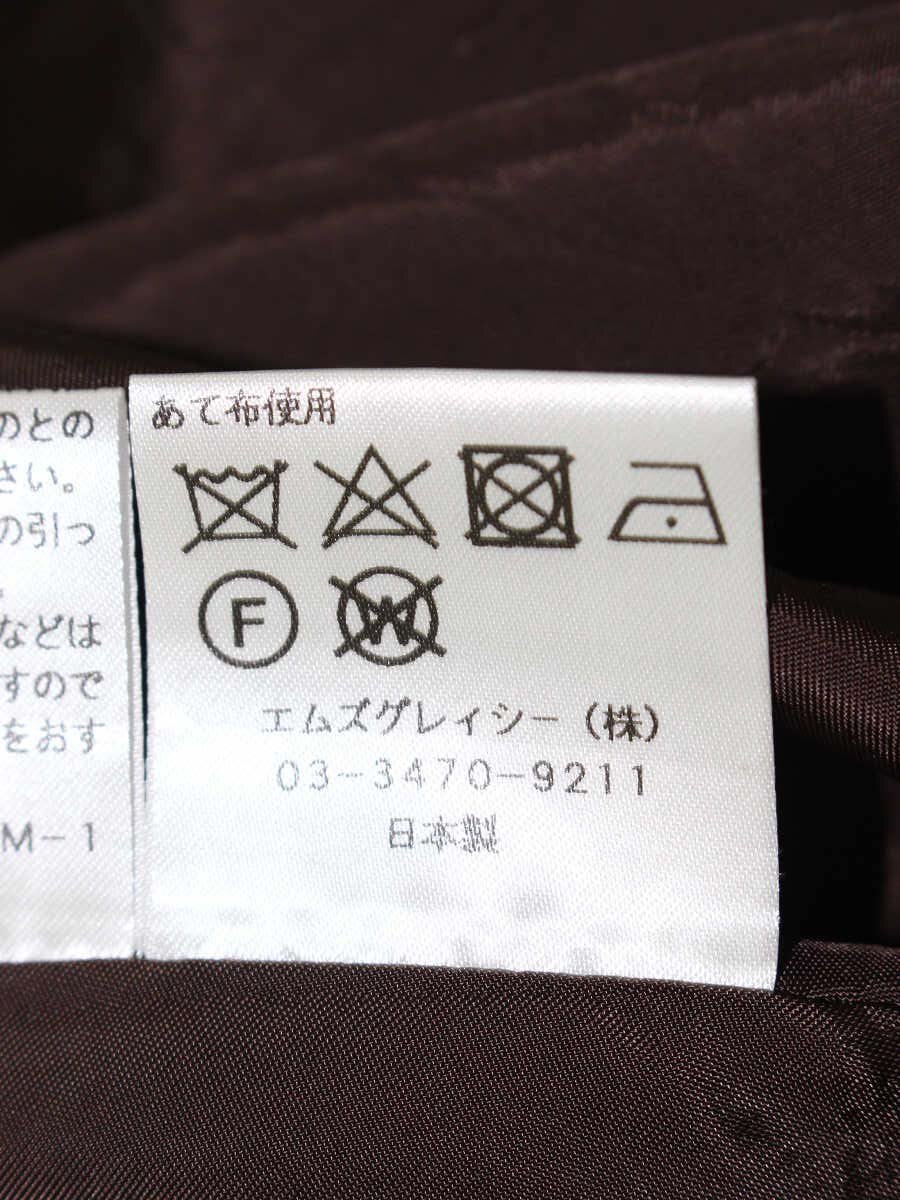 のとの
さい。
の引っ
。
などは
すので
をおす
M-1
あて布使用
F W
エムズグレイシー（株）
03-3470-9211
日本製